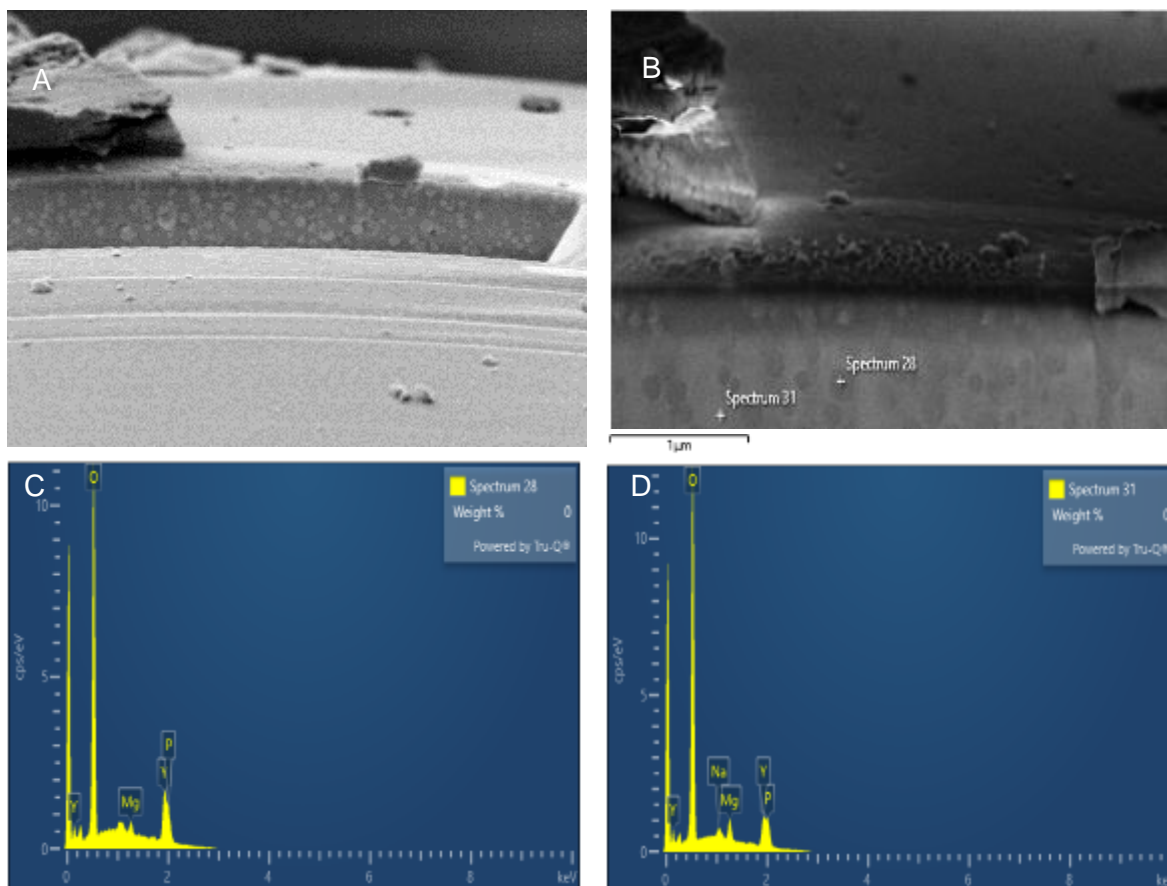 A
B
Spectrum 28
Spectrum 31
1μm
C
Spectrum 28
Weight % 0
Powered by Tru-Q®
O
10
5
0
cps/eV
P
Y
Mg
Y
0 2 4 6 8 keV
D
Spectrum 31
Weight %
Powered by Tru-Q
O
10
5
0
cps/eV
Na
Y
Mg
P
Y
0 2 4 6 8